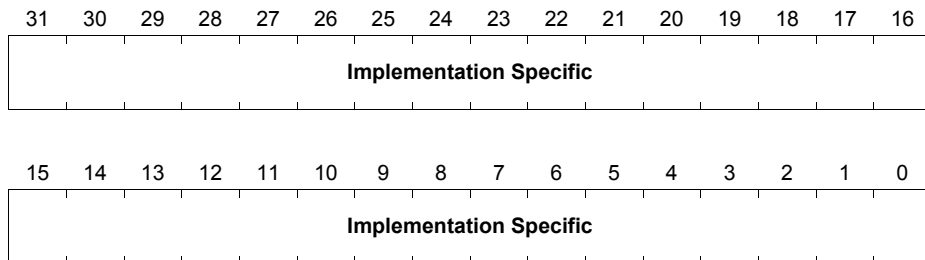 31 30 29 28 27 26 25 24 23 22 21 20 19 18 17 16
Implementation Specific
15 14 13 12 11 10 9 8 7 6 5 4 3 2 1 0
Implementation Specific